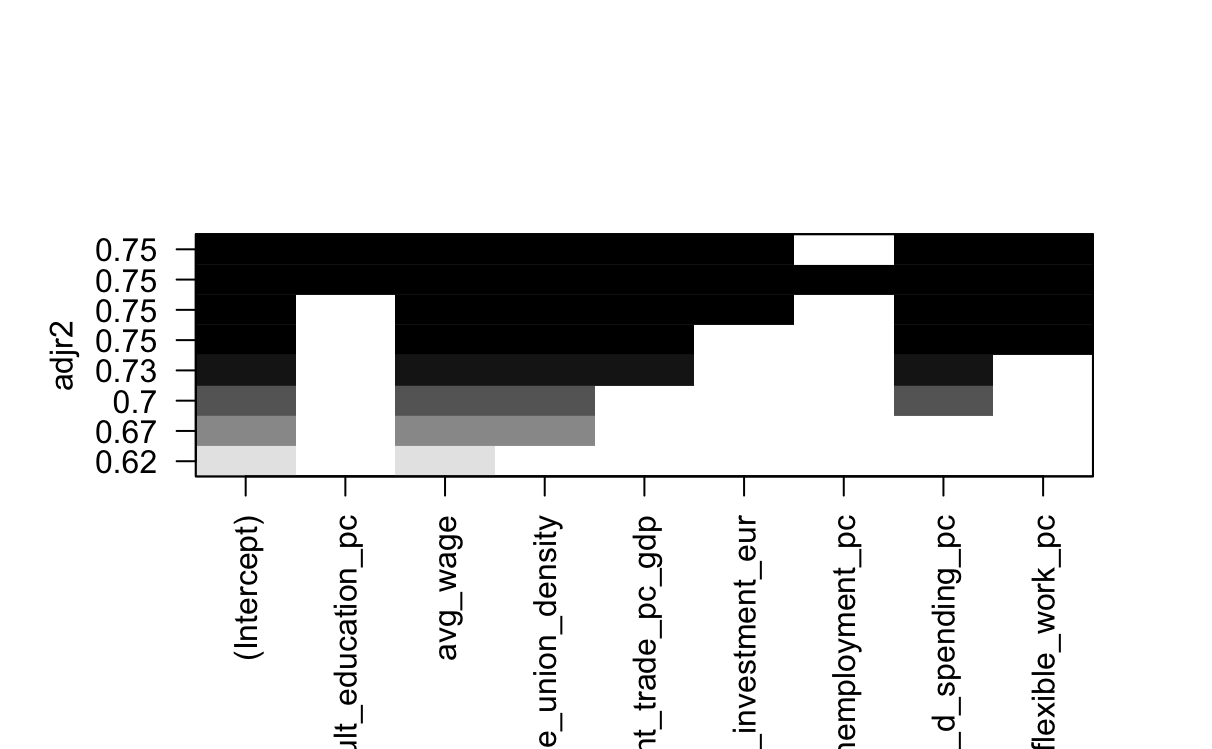 adjr2
0.75
0.75
0.75
0.75
0.73
0.7
0.67
0.62
(Intercept)
ult_education_pc
avg_wage
e_union_density
nt_trade_pc_gdp
_investment_eur
nemployment_pc
_d_spending_pc
flexible_work_pc